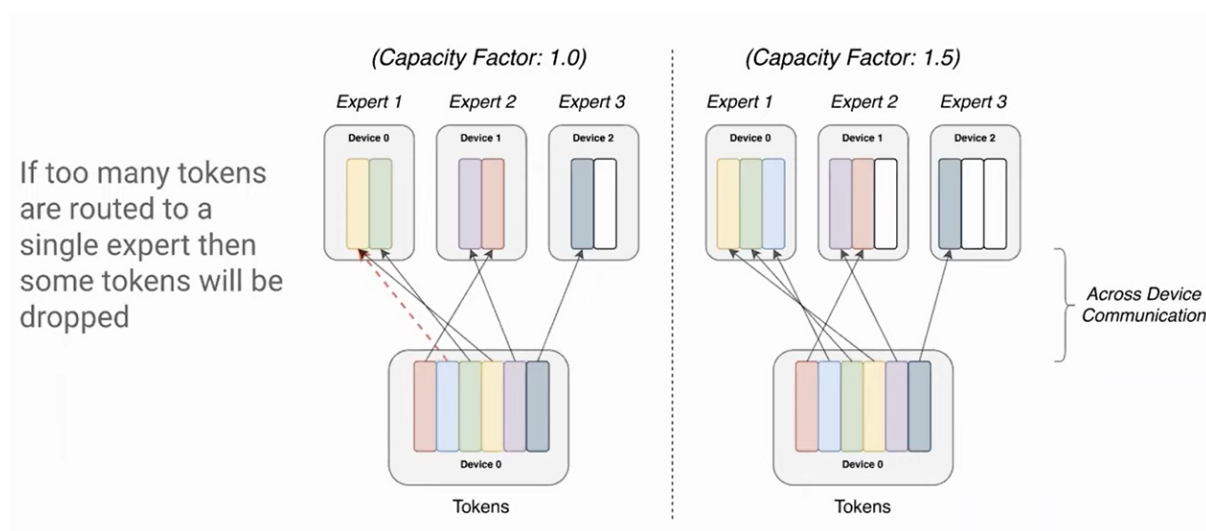 If too many tokens
are routed to a
single expert then
some tokens will be
dropped
(Capacity Factor: 1.0)
Expert 1 Expert 2 Expert 3
Device 0 Device 1 Device 2
Device 0
Tokens
(Capacity Factor: 1.5)
Expert 1 Expert 2 Expert 3
Device 0 Device 1 Device 2
Device 0
Tokens
Across Device
Communication